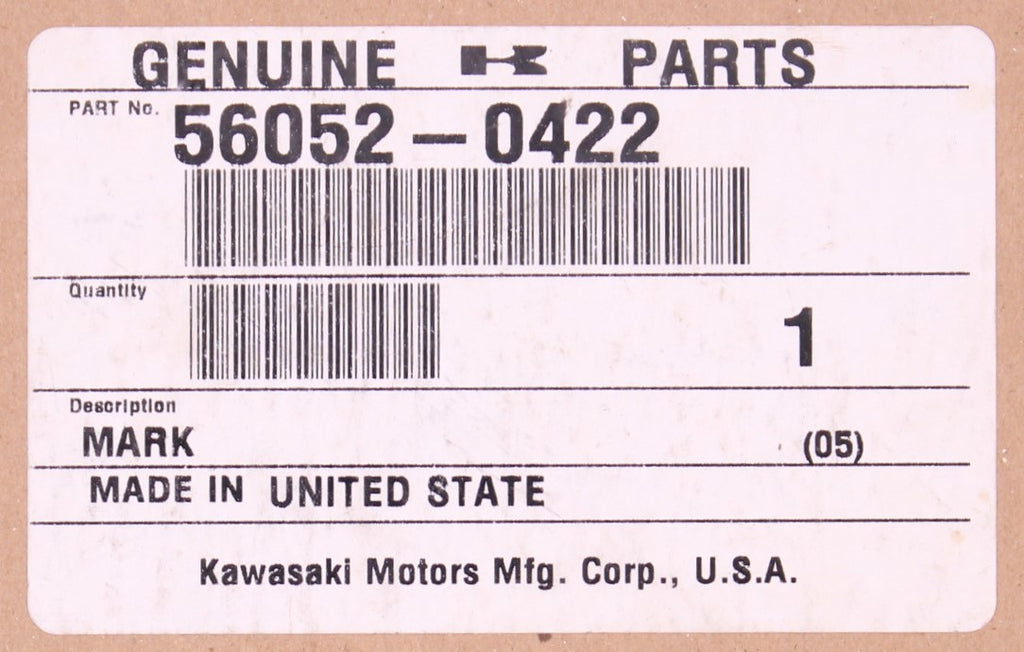 GENUINE K PARTS
PART No. 56052-0422
Quantity 1
Description
MARK (05)
MADE IN UNITED STATE
Kawasaki Motors Mfg. Corp., U.S.A.